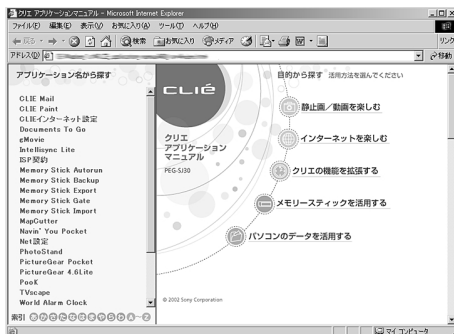 クリエ アプリケーションマニュアル - Microsoft Internet Explorer
ファイル(F) 編集(E) 表示(V) お気に入り(A) ツール(T) ヘルプ(H)
戻る 検索 お気に入り メディア リンク
アドレス(D) 移動
アプリケーション名から探す
CLIE Mail
CLIE Paint
CLIEインターネット設定
Documents To Go
gMovie
Intellisync Lite
ISP契約
Memory Stick Autorun
Memory Stick Backup
Memory Stick Export
Memory Stick Gate
Memory Stick Import
MapCutter
Navin' You Pocket
Net設定
PhotoStand
PictureGear Pocket
PictureGear 4.6Lite
PooK
TVscape
World Alarm Clock
索引 あ か さ た な は ま や ら わ A-Z
CLIÉ
クリエ
アプリケーション
マニュアル
PEG-SJ30
目的から探す 活用方法を選んでください
静止画/動画を楽しむ
インターネットを楽しむ
クリエの機能を拡張する
メモリースティックを活用する
パソコンのデータを活用する
© 2002 Sony Corporation
マイ コンピュータ